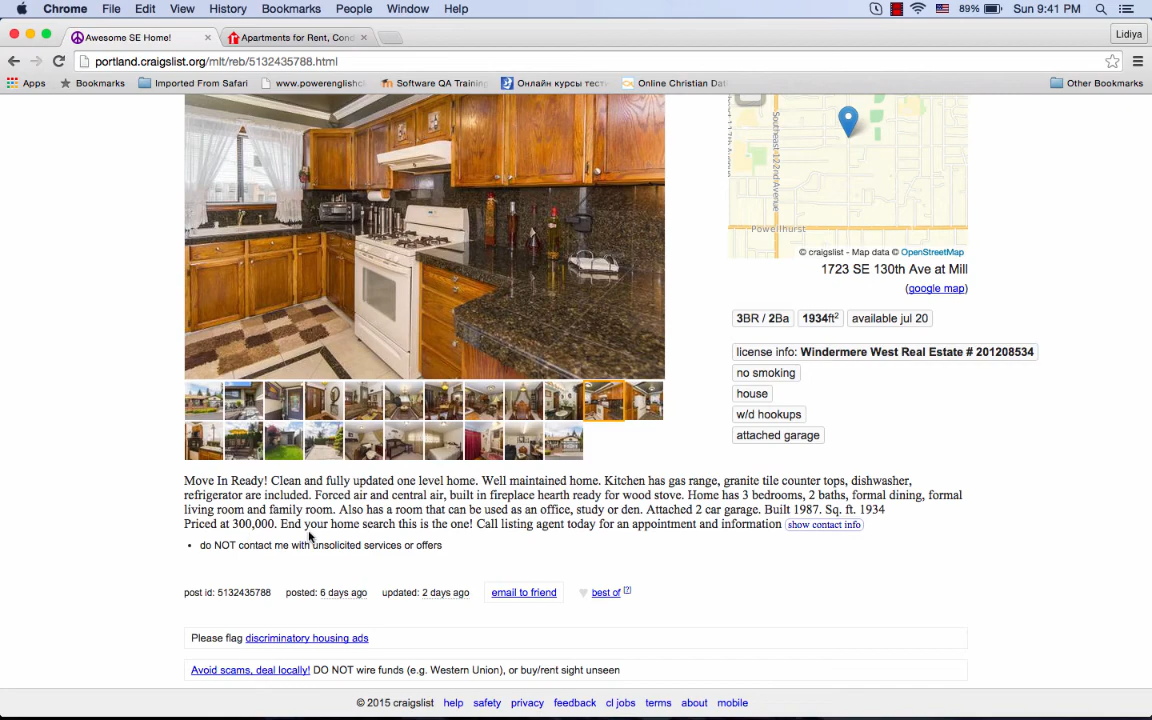 Chrome File Edit View History Bookmarks People Window Help 89% Sun 9:41 PM
Awesome SE Home! Apartments for Rent, Cond Lidiya
portland.craigslist.org/mlt/reb/5132435788.html
Apps Bookmarks Imported From Safari www.powerenglishcl Software QA Training Онлайн курсы тест Online Christian Dat Other Bookmarks
Southeast 122nd Avenue
Powellhurst
© craigslist - Map data © OpenStreetMap
1723 SE 130th Ave at Mill
(google map)
3BR / 2Ba 1934ft² available jul 20
license info: Windermere West Real Estate # 201208534
no smoking
house
w/d hookups
attached garage
Move In Ready! Clean and fully updated one level home. Well maintained home. Kitchen has gas range, granite tile counter tops, dishwasher,
refrigerator are included. Forced air and central air, built in fireplace hearth ready for wood stove. Home has 3 bedrooms, 2 baths, formal dining, formal
living room and family room. Also has a room that can be used as an office, study or den. Attached 2 car garage. Built 1987. Sq. ft. 1934
Priced at 300,000. End your home search this is the one! Call listing agent today for an appointment and information show contact info
• do NOT contact me with unsolicited services or offers
post id: 5132435788 posted: 6 days ago updated: 2 days ago email to friend best of [?]
Please flag discriminatory housing ads
Avoid scams, deal locally! DO NOT wire funds (e.g. Western Union), or buy/rent sight unseen
© 2015 craigslist help safety privacy feedback cl jobs terms about mobile